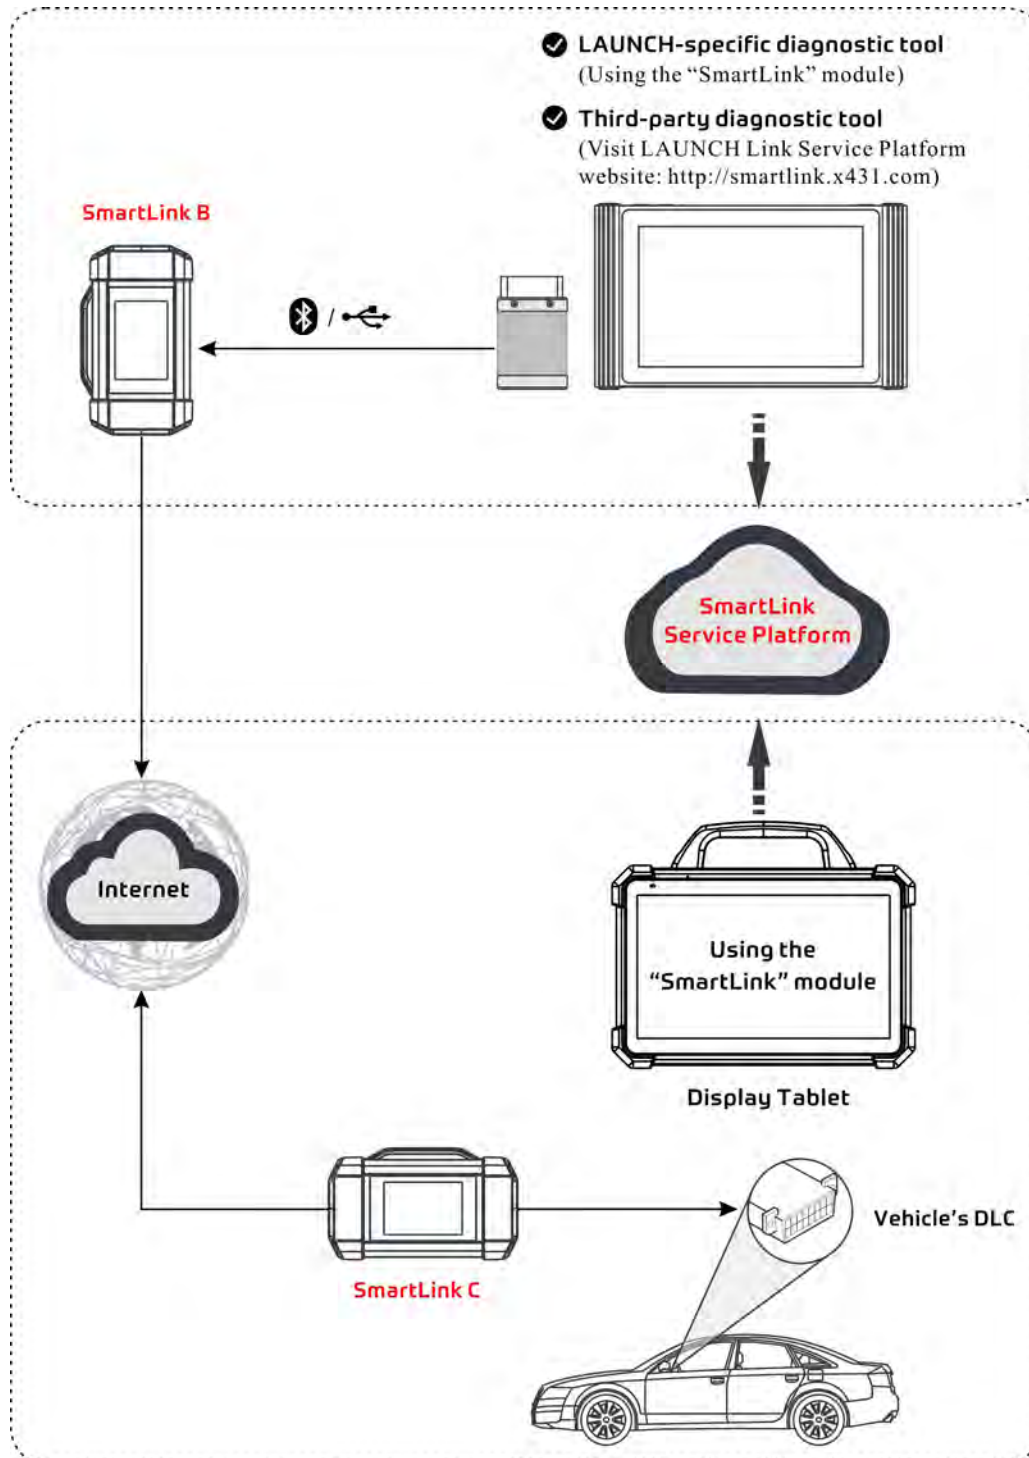 LAUNCH-specific diagnostic tool
(Using the “SmartLink” module)
Third-party diagnostic tool
(Visit LAUNCH Link Service Platform
website: http://smartlink.x431.com)
SmartLink B
/
SmartLink
Service Platform
Internet
Using the
“SmartLink” module
Display Tablet
Vehicle’s DLC
SmartLink C